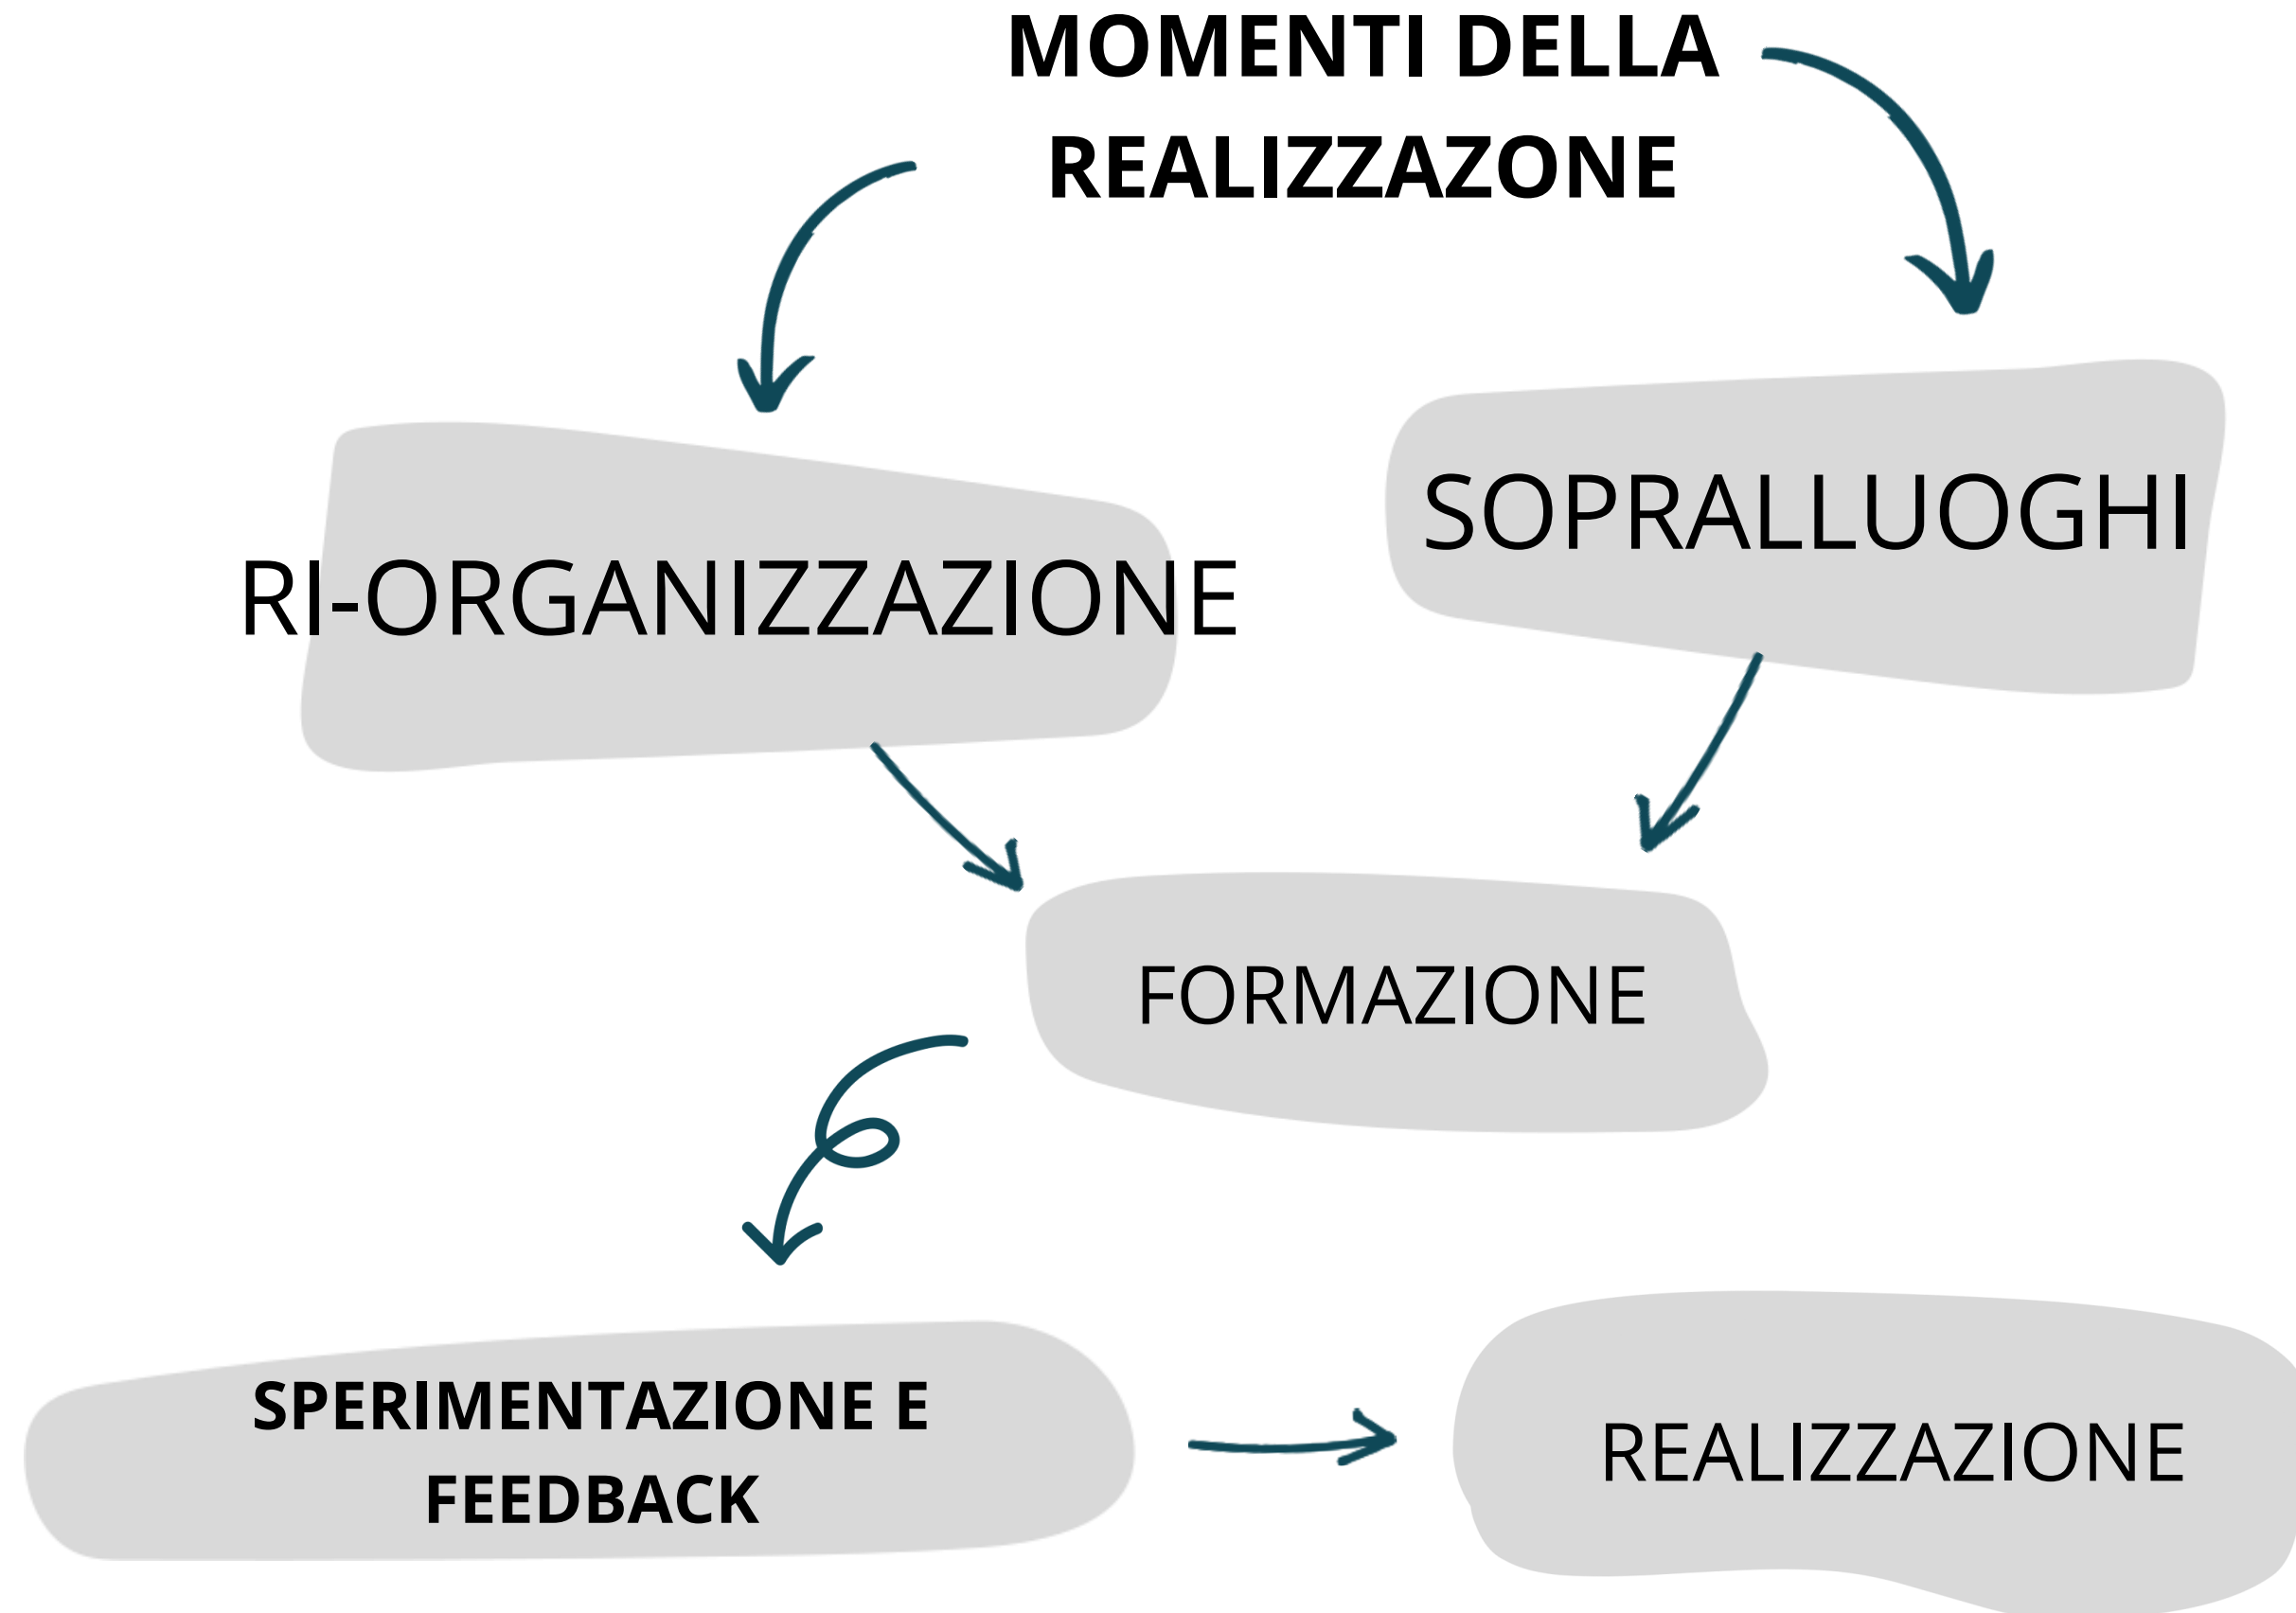 MOMENTI DELLA
REALIZZAZONE
RI-ORGANIZZAZIONE
SOPRALLUOGHI
FORMAZIONE
SPERIMENTAZIONE E
FEEDBACK
REALIZZAZIONE